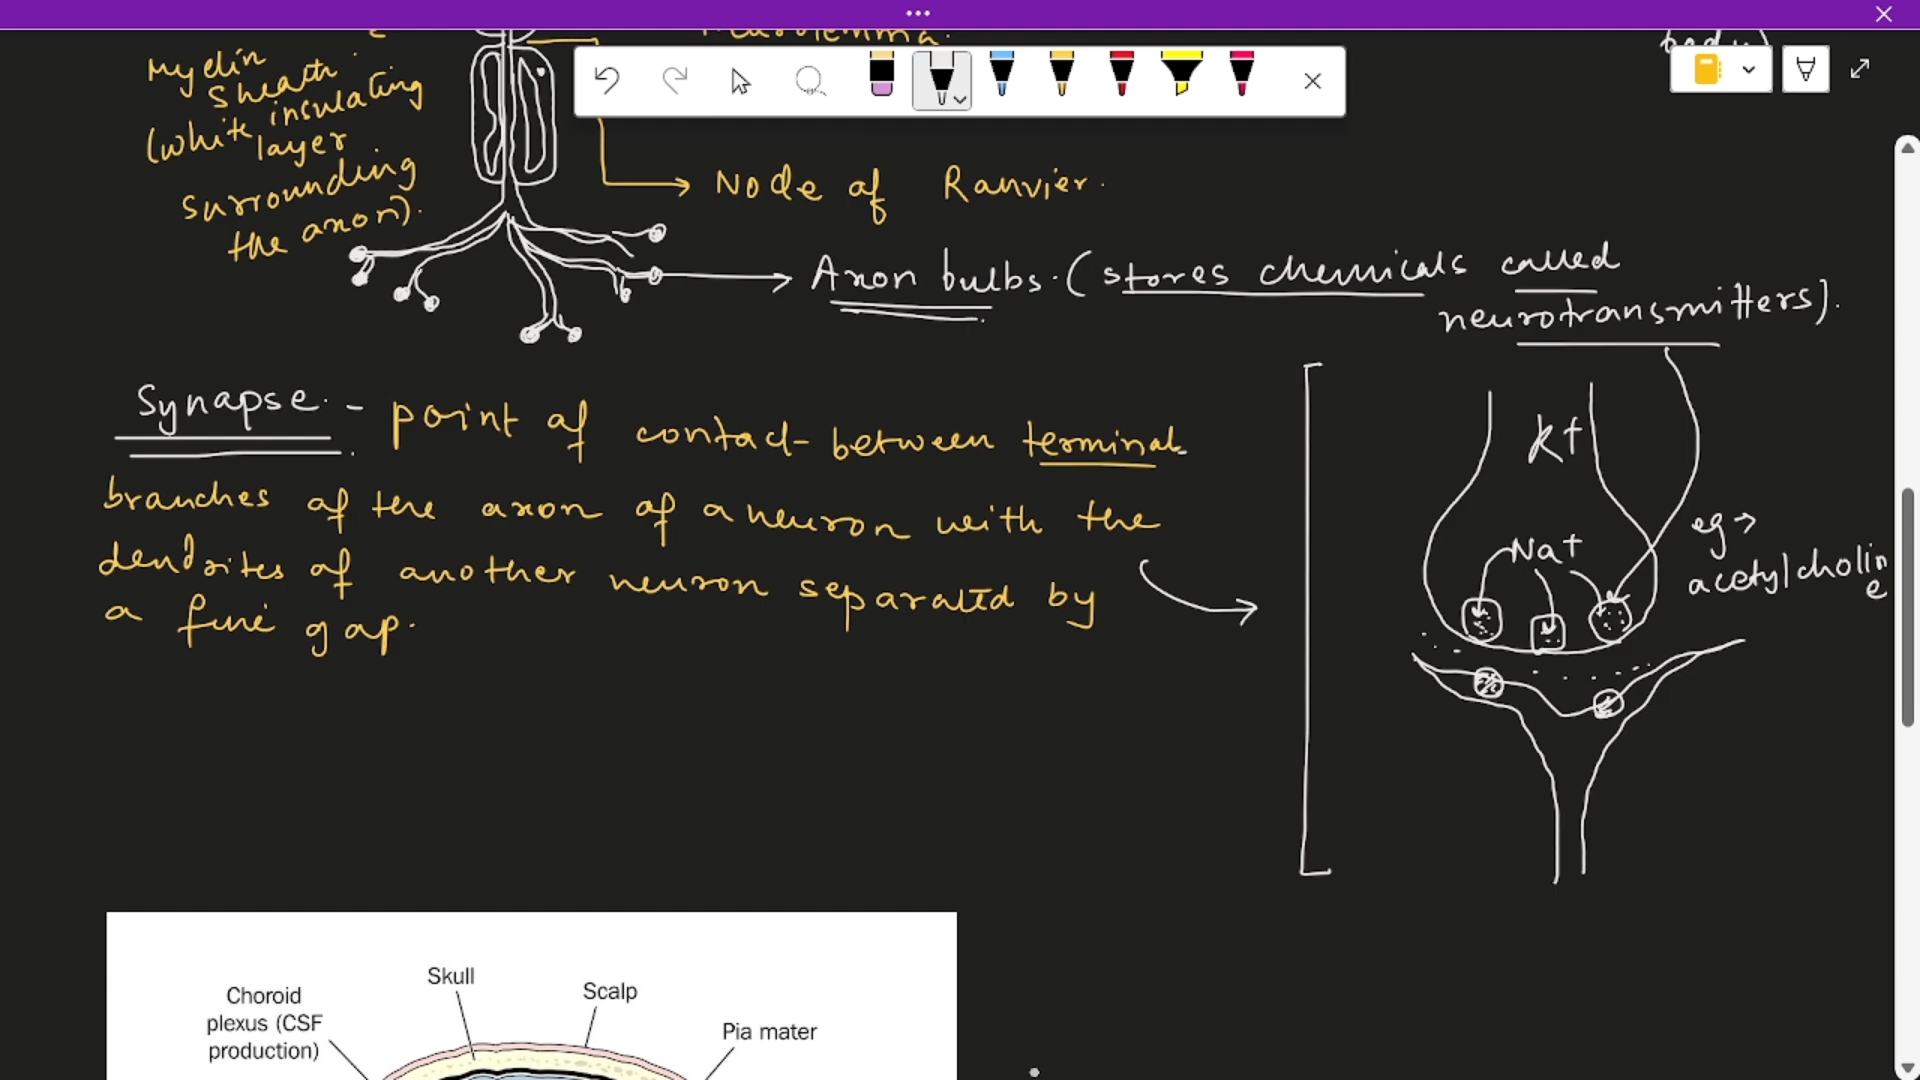 Myelin
Sheath.
(white insulating
layer
surrounding
the axon).
Node of Ranvier.
Axon bulbs. (stores chemicals called
neurotransmitters).
Synapse. - point of contact between terminal
branches of the axon of a neuron with the
dendrites of another neuron separated by
a fine gap.
K+
Na+
eg →
acetylcholin
e
Skull
Scalp
Choroid
plexus (CSF
production)
Pia mater